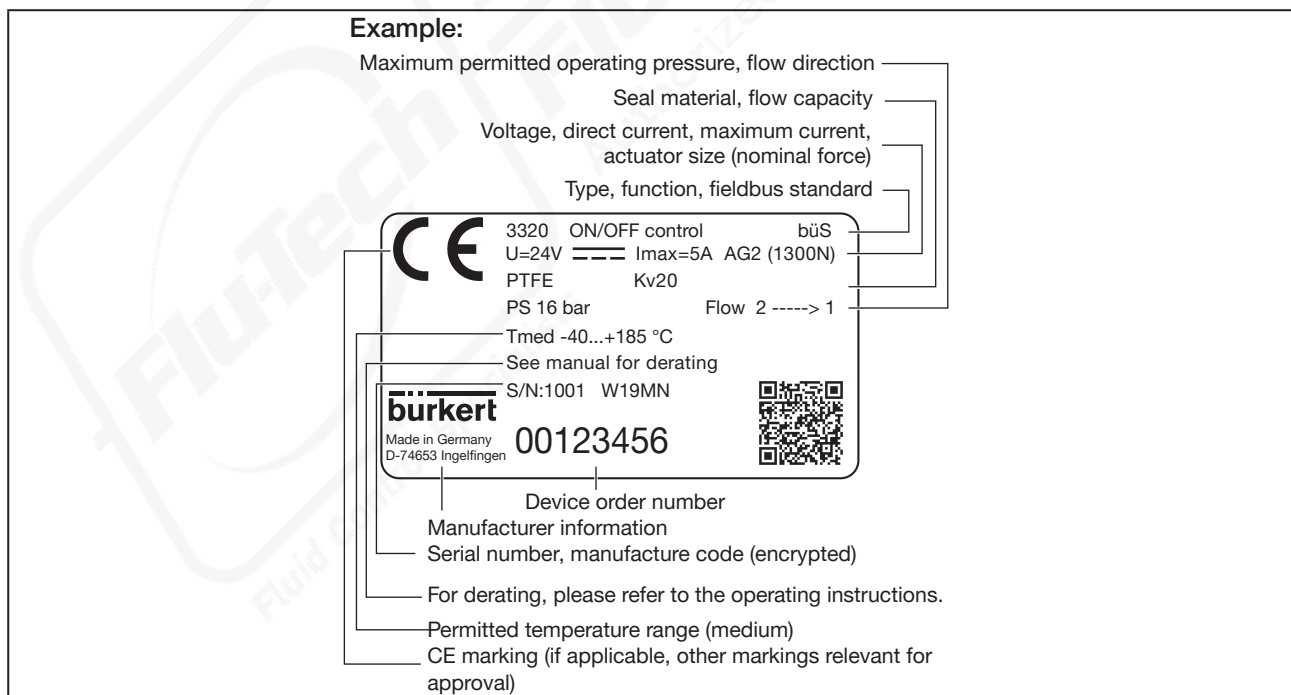 Example:
Maximum permitted operating pressure, flow direction
Seal material, flow capacity
Voltage, direct current, maximum current,
actuator size (nominal force)
Type, function, fieldbus standard
CE
3320 ON/OFF control büS
U=24V Imax=5A AG2 (1300N)
PTFE Kv20
PS 16 bar Flow 2 -----> 1
Tmed -40...+185 °C
See manual for derating
S/N:1001 W19MN
burkert
Made in Germany
D-74653 Ingelfingen
00123456
Device order number
Manufacturer information
Serial number, manufacture code (encrypted)
For derating, please refer to the operating instructions.
Permitted temperature range (medium)
CE marking (if applicable, other markings relevant for
approval)
Flu-Tech